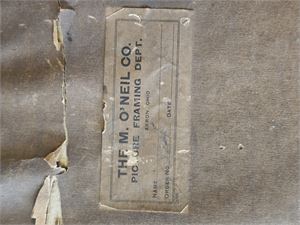 THE M. O'NEIL CO.
PICTURE FRAMING DEPT.
AKRON, OHIO
NAME
ORDER NO. DATE